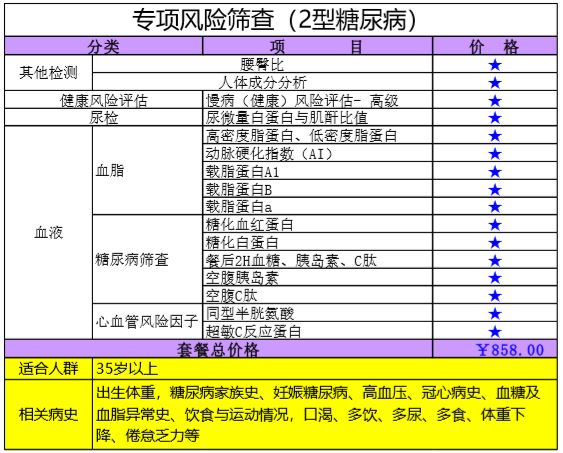 专项风险筛查（2型糖尿病）
分类 项 目 价 格
其他检测 腰臀比 ★
人体成分分析 ★
健康风险评估 慢病（健康）风险评估- 高级 ★
尿检 尿微量白蛋白与肌酐比值 ★
血液 血脂 高密度脂蛋白、低密度脂蛋白 ★
动脉硬化指数（AI） ★
载脂蛋白A1 ★
载脂蛋白B ★
载脂蛋白a ★
糖尿病筛查 糖化血红蛋白 ★
糖化白蛋白 ★
餐后2H血糖、胰岛素、C肽 ★
空腹胰岛素 ★
空腹C肽 ★
心血管风险因子 同型半胱氨酸 ★
超敏C反应蛋白 ★
套餐总价格 ￥858.00
适合人群 35岁以上
相关病史 出生体重，糖尿病家族史、妊娠糖尿病、高血压、冠心病史、血糖及
血脂异常史、饮食与运动情况，口渴、多饮、多尿、多食、体重下
降、倦怠乏力等